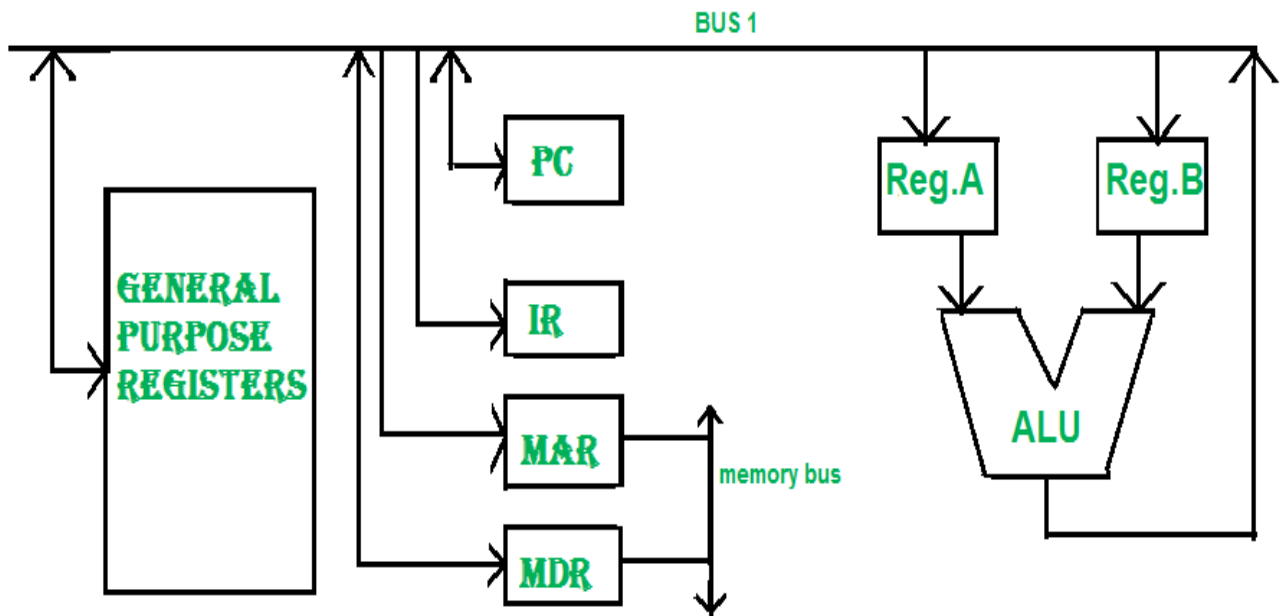 BUS 1
PC
Reg.A
Reg.B
GENERAL
PURPOSE
REGISTERS
IR
MAR
ALU
memory bus
MDR